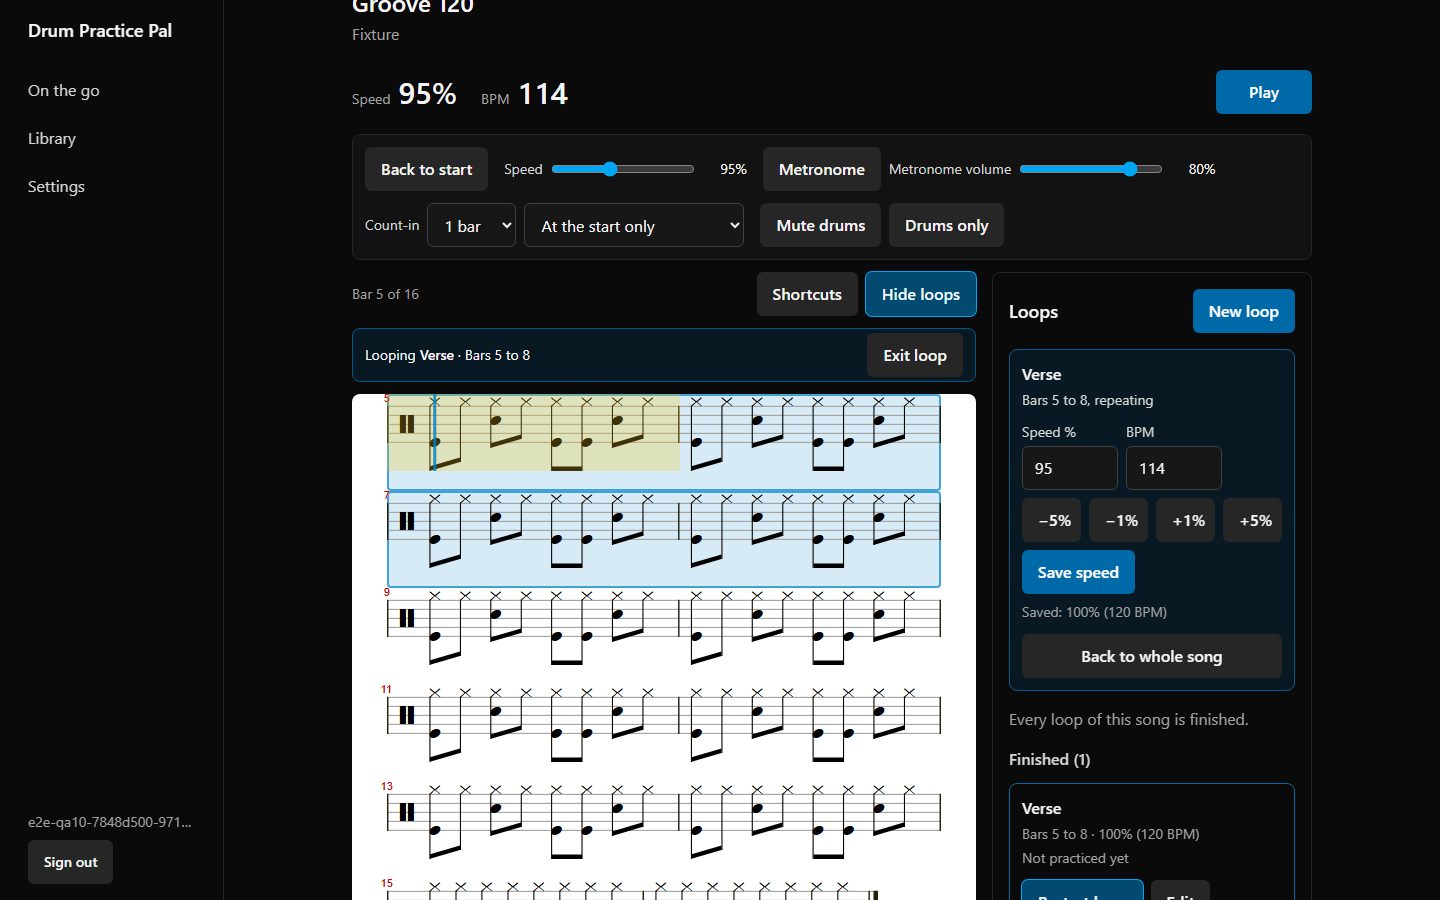 Drum Practice Pal
On the go
Library
Settings
e2e-qa10-7848d500-971...
Sign out
Groove 120
Fixture
Speed 95% BPM 114
Play
Back to start Speed 95% Metronome Metronome volume 80%
Count-in 1 bar At the start only Mute drums Drums only
Bar 5 of 16
Shortcuts Hide loops
Looping Verse · Bars 5 to 8
Exit loop
5
7
9
11
13
15
Loops
New loop
Verse
Bars 5 to 8, repeating
Speed % BPM
95 114
−5% −1% +1% +5%
Save speed
Saved: 100% (120 BPM)
Back to whole song
Every loop of this song is finished.
Finished (1)
Verse
Bars 5 to 8 · 100% (120 BPM)
Not practiced yet
Edit